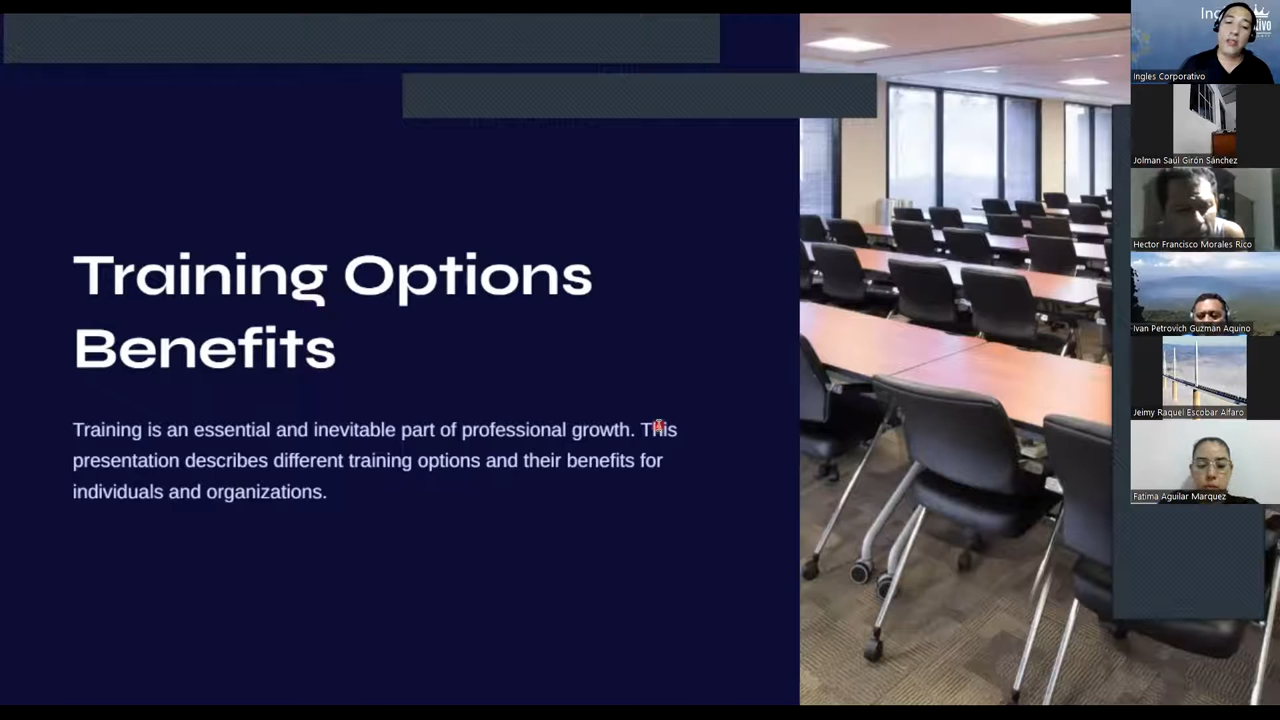 Training Options
Benefits
Training is an essential and inevitable part of professional growth. This
presentation describes different training options and their benefits for
individuals and organizations.
Ingles Corporativo
Jolman Saúl Girón Sánchez
Hector Francisco Morales Rico
Ivan Petrovich Guzman Aquino
Jeimy Raquel Escobar Alfaro
Fatima Aguilar Marquez